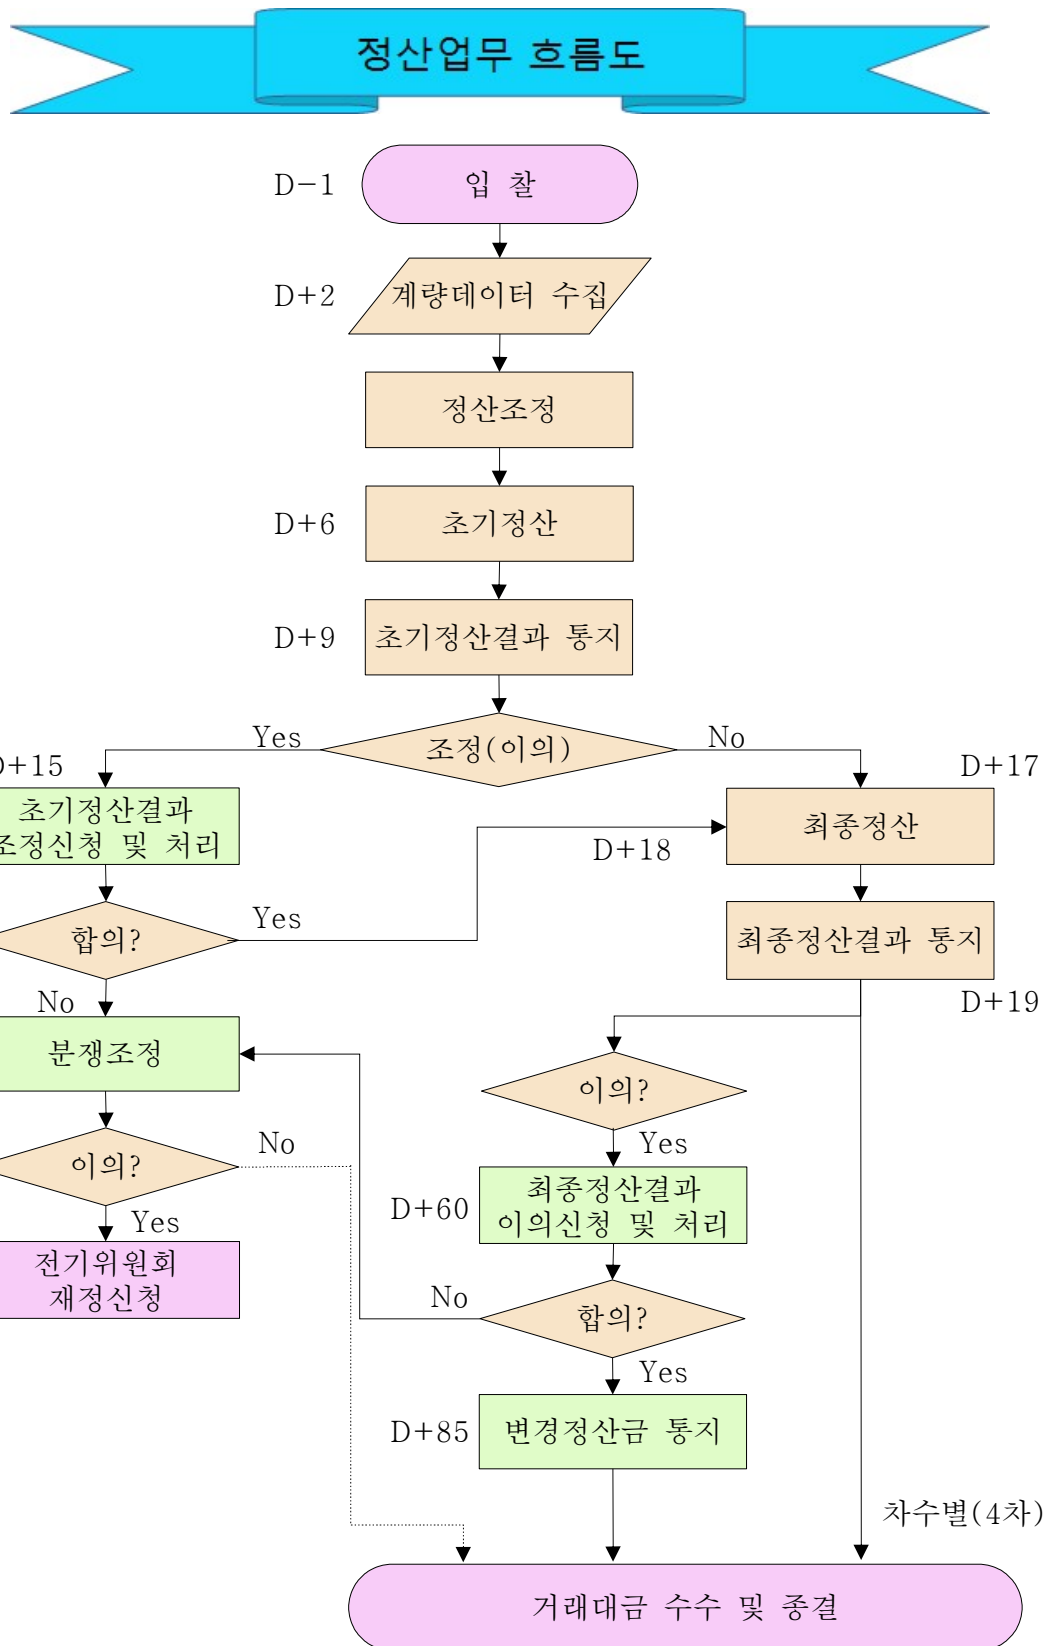 정산업무 흐름도
D-1
입 찰
D+2
계량데이터 수집
정산조정
D+6
초기정산
D+9
초기정산결과 통지
Yes
조정(이의)
No
D+15
D+17
초기정산결과
조정신청 및 처리
최종정산
D+18
합의?
Yes
최종정산결과 통지
No
D+19
분쟁조정
이의?
Yes
이의?
No
D+60
최종정산결과
이의신청 및 처리
Yes
전기위원회
재정신청
No
합의?
Yes
D+85
변경정산금 통지
차수별(4차)
거래대금 수수 및 종결